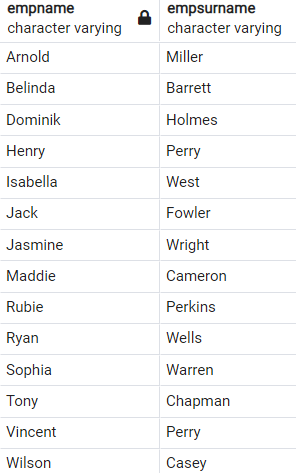 empname empsurname
character varying character varying
Arnold Miller
Belinda Barrett
Dominik Holmes
Henry Perry
Isabella West
Jack Fowler
Jasmine Wright
Maddie Cameron
Rubie Perkins
Ryan Wells
Sophia Warren
Tony Chapman
Vincent Perry
Wilson Casey